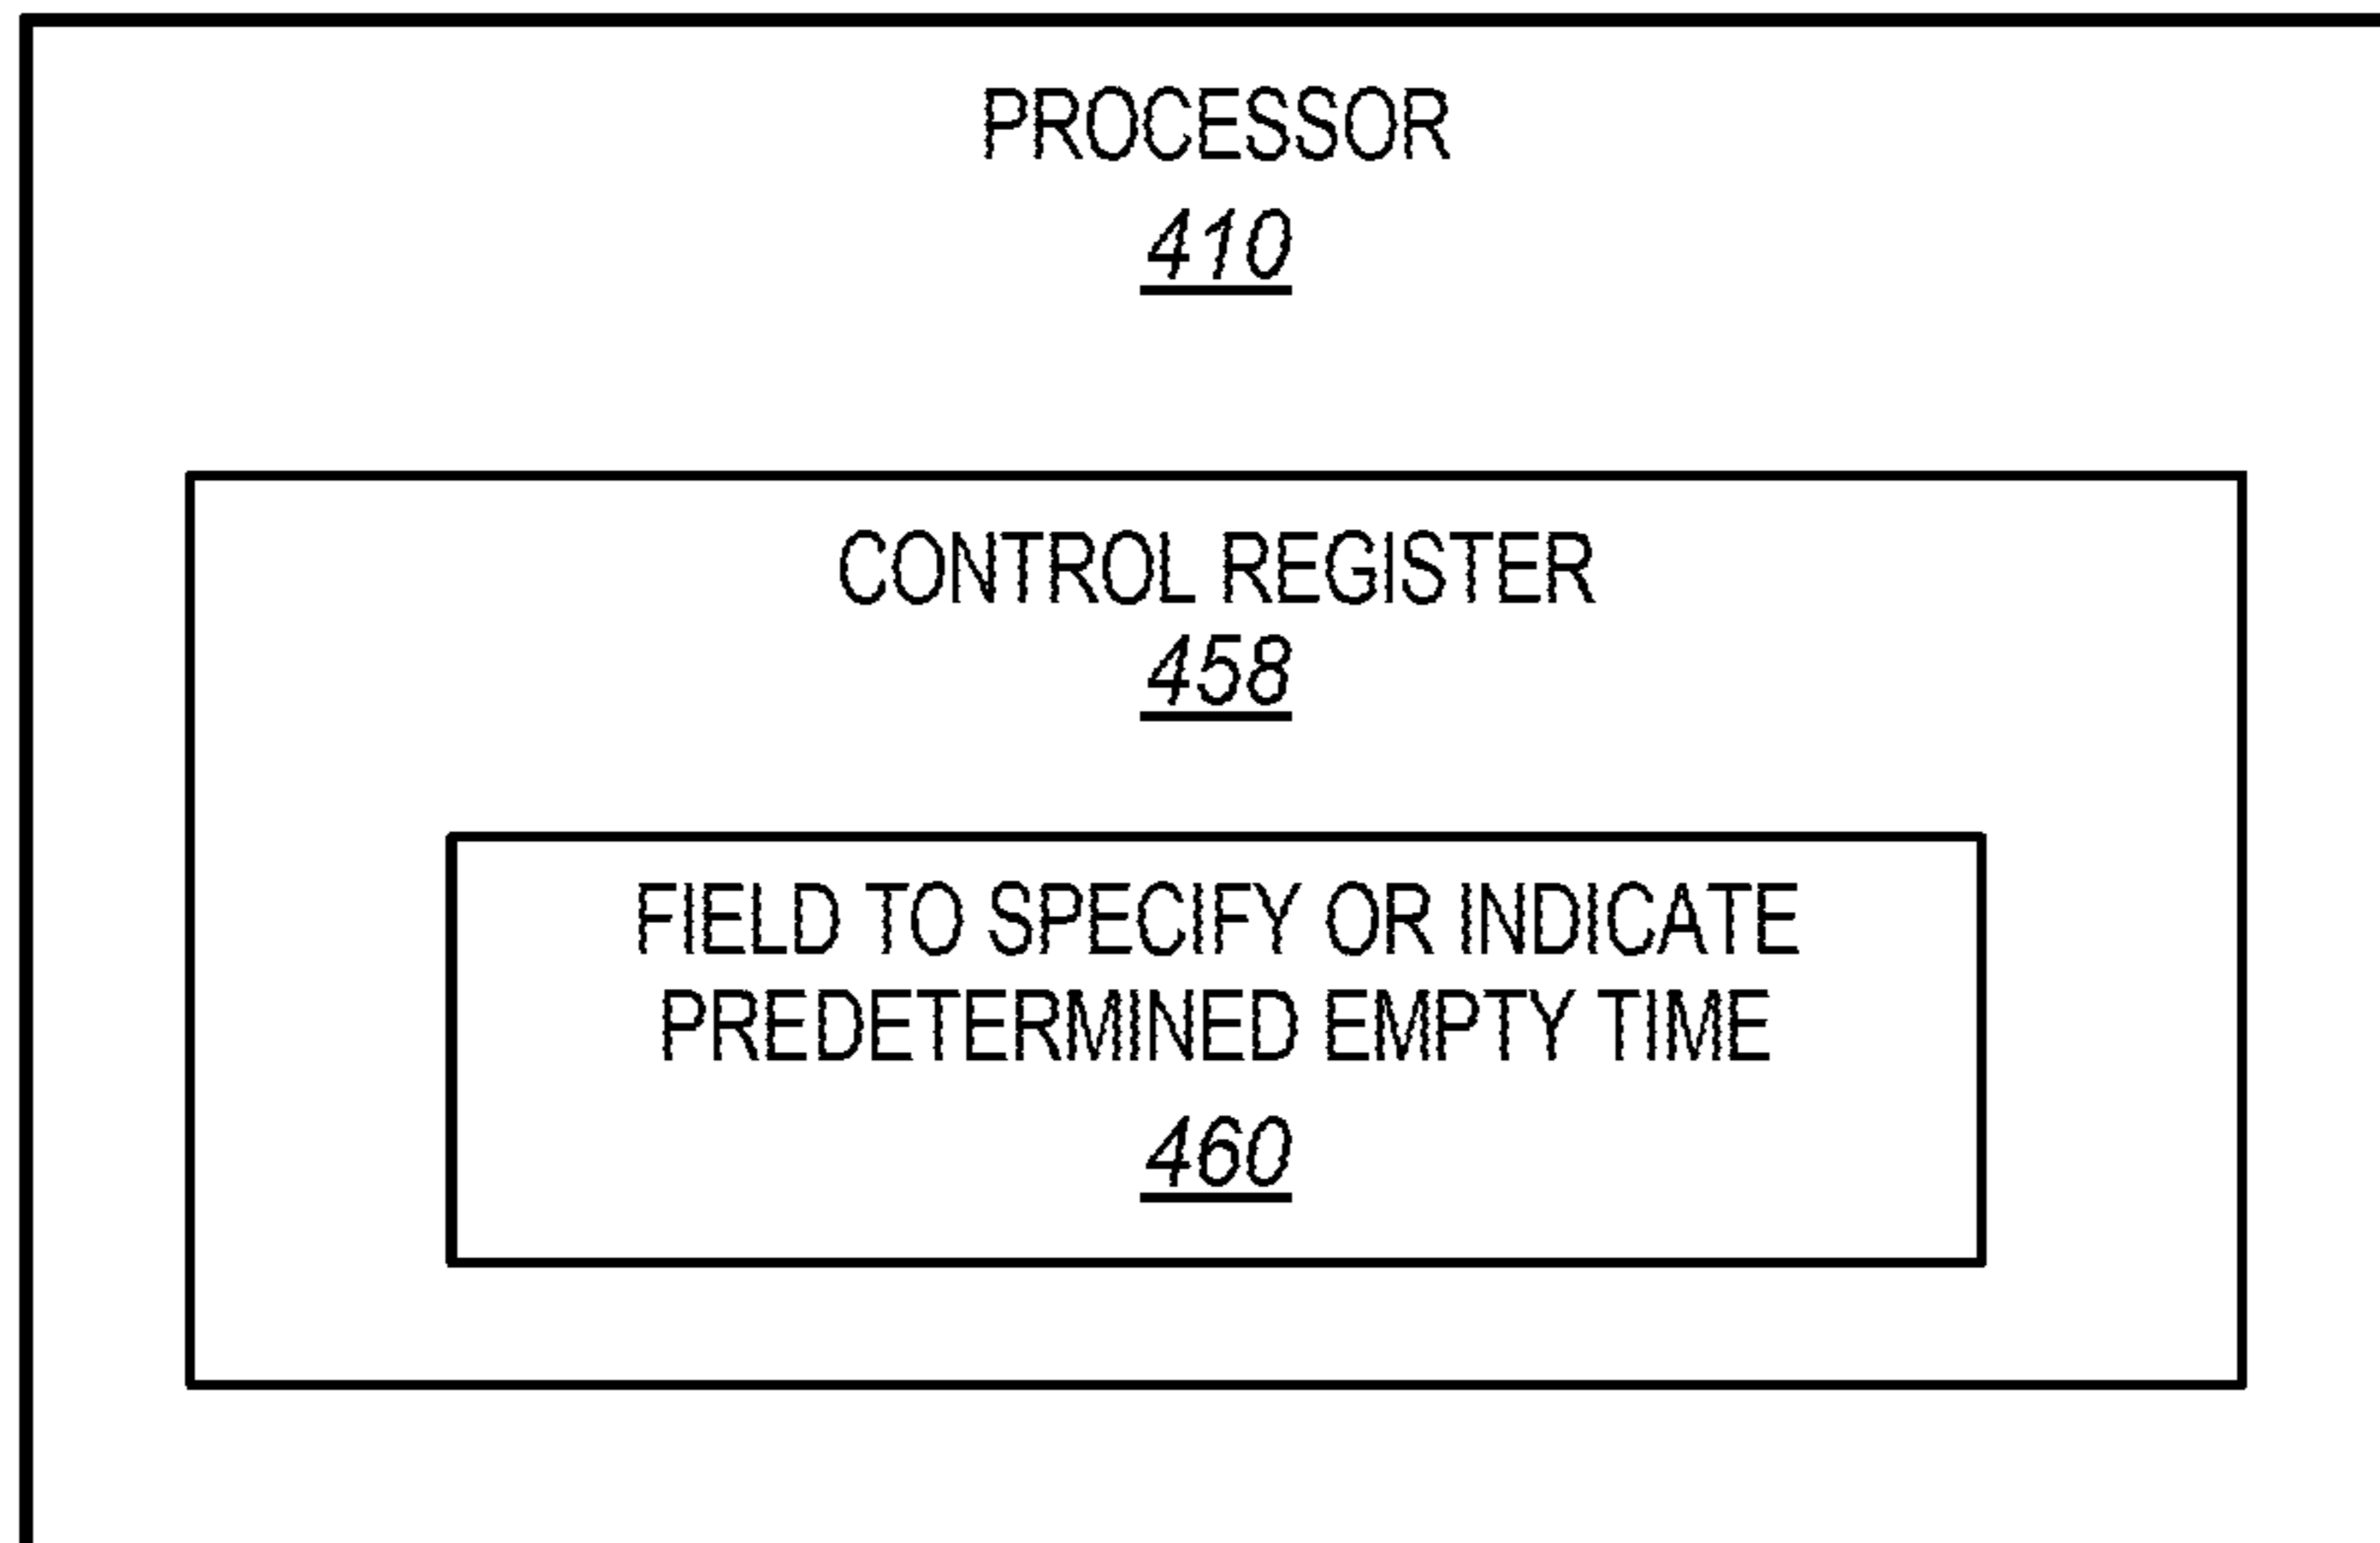 PROCESSOR
410
CONTROL REGISTER
458
FIELD TO SPECIFY OR INDICATE
PREDETERMINED EMPTY TIME
460